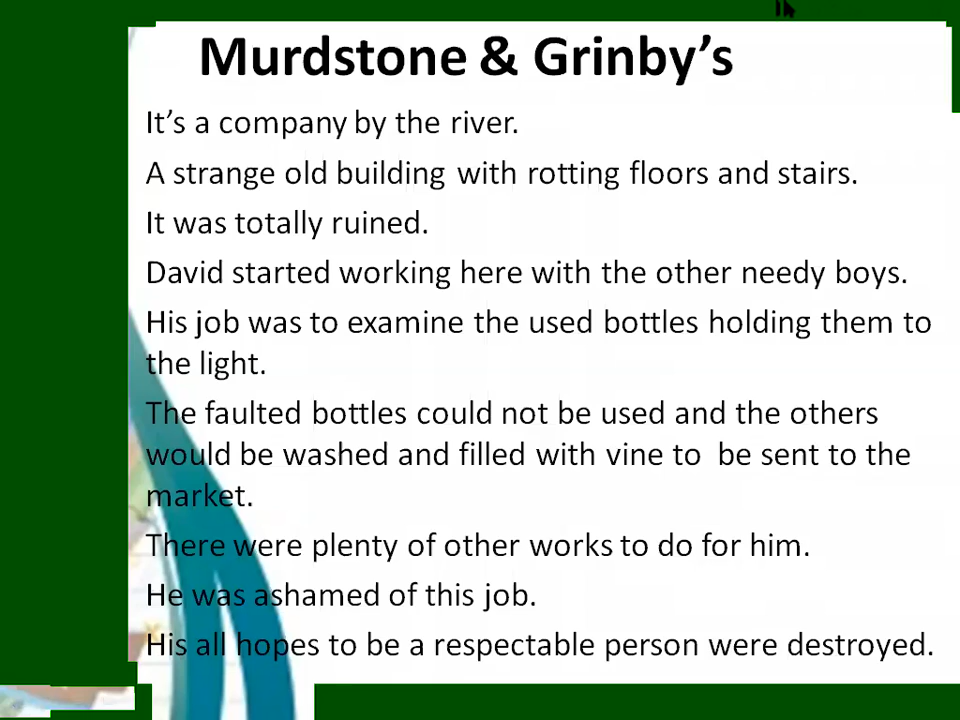 Murdstone & Grinby’s
It’s a company by the river.
A strange old building with rotting floors and stairs.
It was totally ruined.
David started working here with the other needy boys.
His job was to examine the used bottles holding them to
the light.
The faulted bottles could not be used and the others
would be washed and filled with vine to be sent to the
market.
There were plenty of other works to do for him.
He was ashamed of this job.
His all hopes to be a respectable person were destroyed.